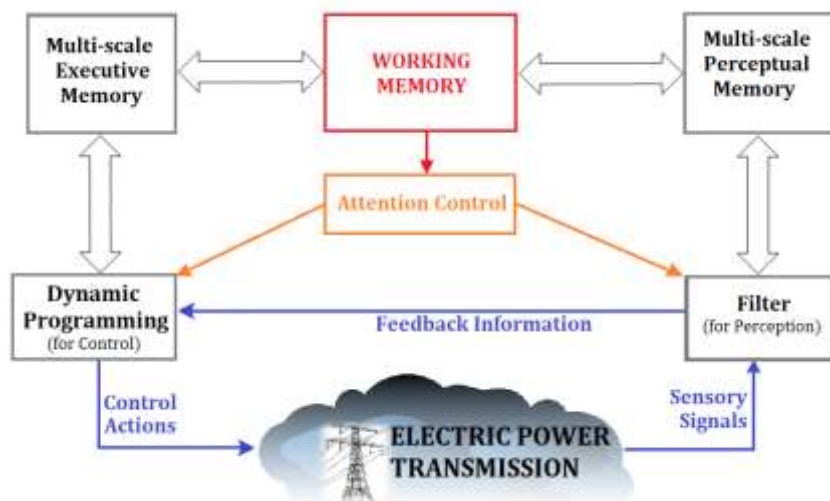 Multi-scale
Executive
Memory
WORKING
MEMORY
Multi-scale
Perceptual
Memory
Attention Control
Dynamic
Programming
(for Control)
Feedback Information
Filter
(for Perception)
Control
Actions
Sensory
Signals
ELECTRIC POWER
TRANSMISSION